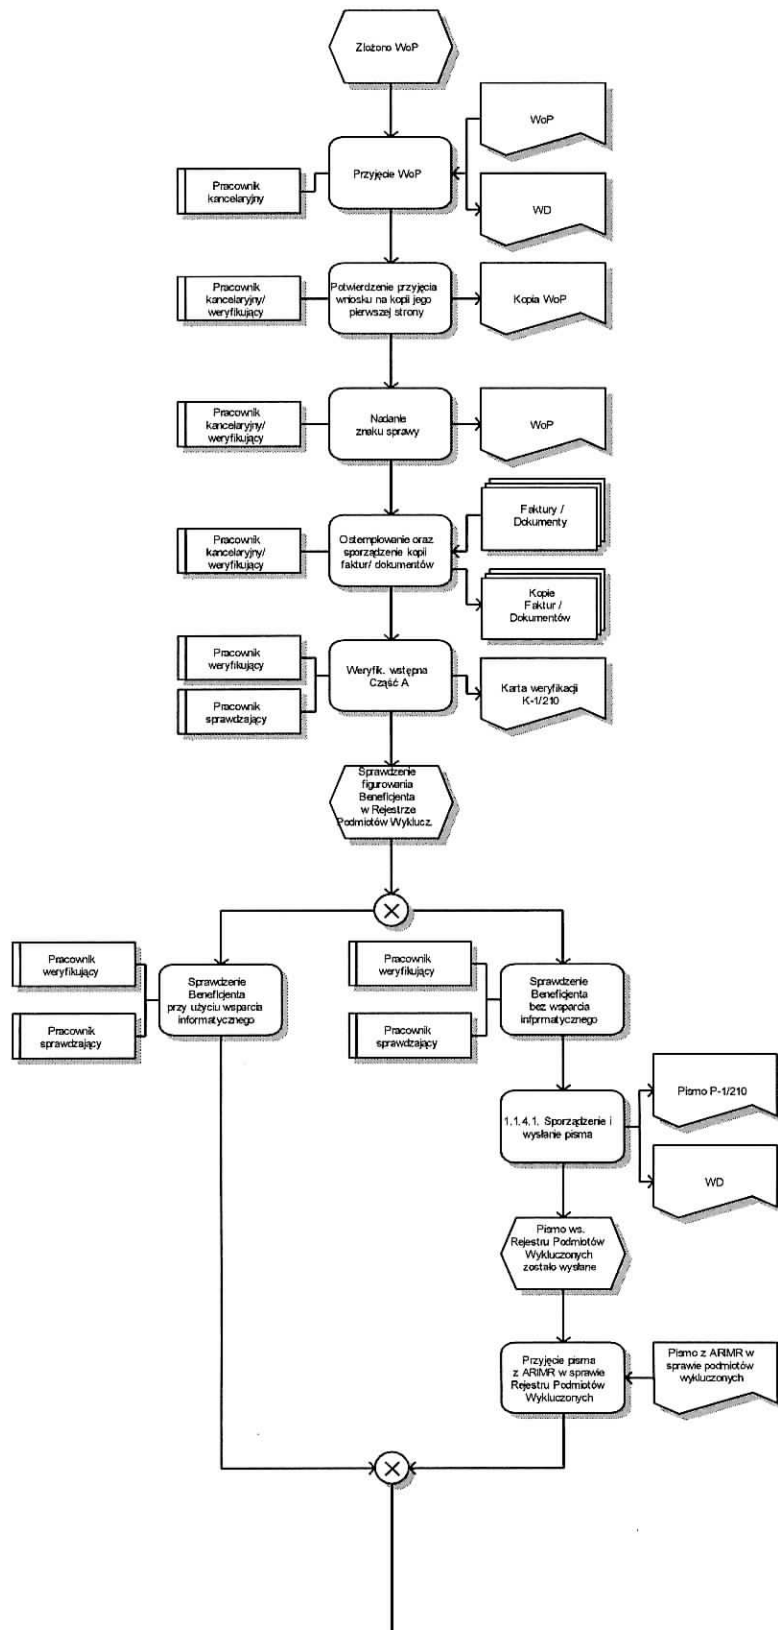 Złożono WoP
WoP
Przyjęcie WoP
Pracownik
kancelaryjny
WD
Pracownik
kancelaryjny/
weryfikujący
Potwierdzenie przyjęcia
wniosku na kopii jego
pierwszej strony
Kopia WoP
Pracownik
kancelaryjny/
weryfikujący
Nadanie
znaku sprawy
WoP
Faktury /
Dokumenty
Pracownik
kancelaryjny/
weryfikujący
Ostemplowanie oraz
sporządzenie kopii
faktur/ dokumentów
Kopie
Faktur /
Dokumentów
Pracownik
weryfikujący
Pracownik
sprawdzający
Weryfik. wstępna
Część A
Karta weryfikacji
K-1/210
Sprawdzenie
figurowania
Beneficjenta
w Rejestrze
Podmiotów Wyklucz.
Pracownik
weryfikujący
Pracownik
sprawdzający
Sprawdzenie
Beneficjenta
przy użyciu wsparcia
informatycznego
Pracownik
weryfikujący
Pracownik
sprawdzający
Sprawdzenie
Beneficjenta
bez wsparcia
infprmatycznego
1.1.4.1. Sporządzenie i
wysłanie pisma
Pismo P-1/210
WD
Pismo ws.
Rejestru Podmiotów
Wykluczonych
zostało wysłane
Przyjęcie pisma
z ARIMR w sprawie
Rejestru Podmiotów
Wykluczonych
Pismo z ARIMR w
sprawie podmiotów
wykluczonych